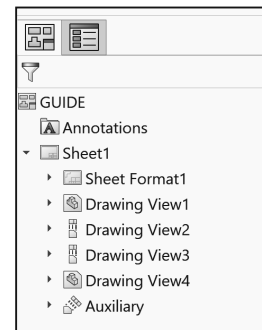 GUIDE
Annotations
Sheet1
Sheet Format1
Drawing View1
Drawing View2
Drawing View3
Drawing View4
Auxiliary